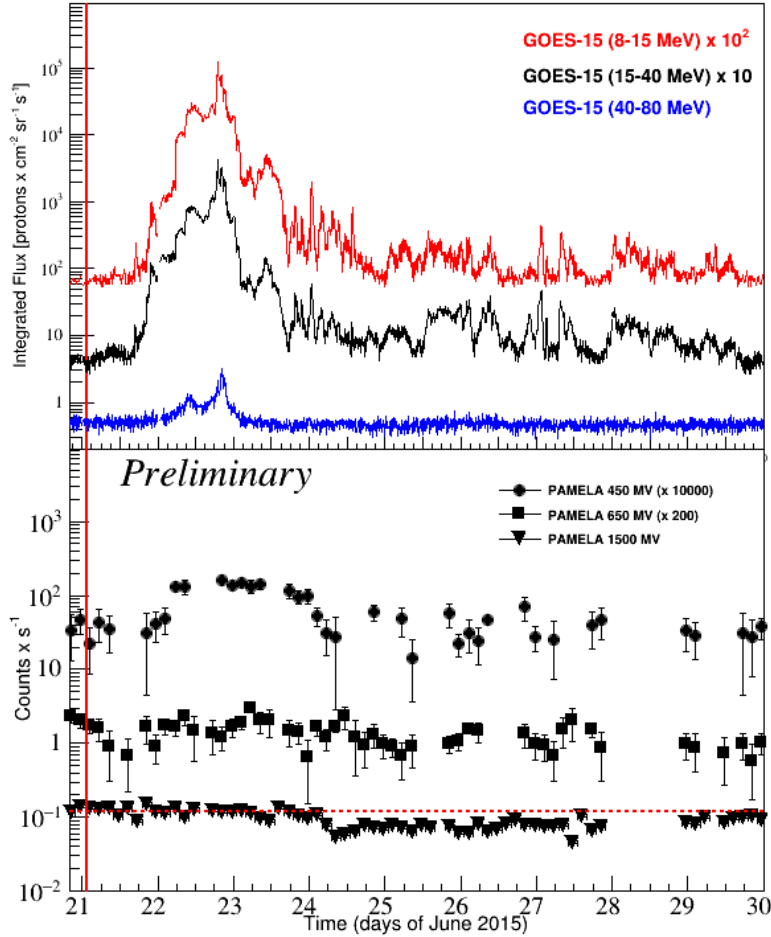 GOES-15 (8-15 MeV) x 10²
GOES-15 (15-40 MeV) x 10
GOES-15 (40-80 MeV)
Integrated Flux [protons x cm⁻² sr⁻¹ s⁻¹]
10⁵
10⁴
10³
10²
10
1
Preliminary
PAMELA 450 MV (x 10000)
PAMELA 650 MV (x 200)
PAMELA 1500 MV
Counts x s⁻¹
10³
10²
10
1
10⁻¹
10⁻²
21 22 23 24 25 26 27 28 29 30
Time (days of June 2015)